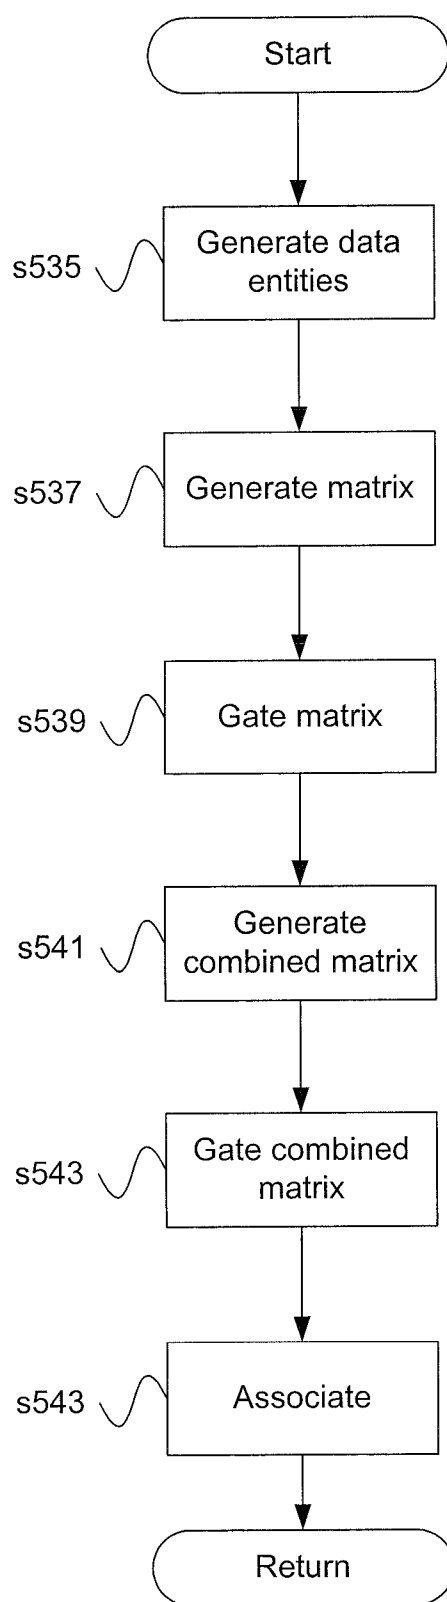 Start
Generate data
entities
s535
Generate matrix
s537
Gate matrix
s539
Generate
combined matrix
s541
Gate combined
matrix
s543
Associate
s543
Return